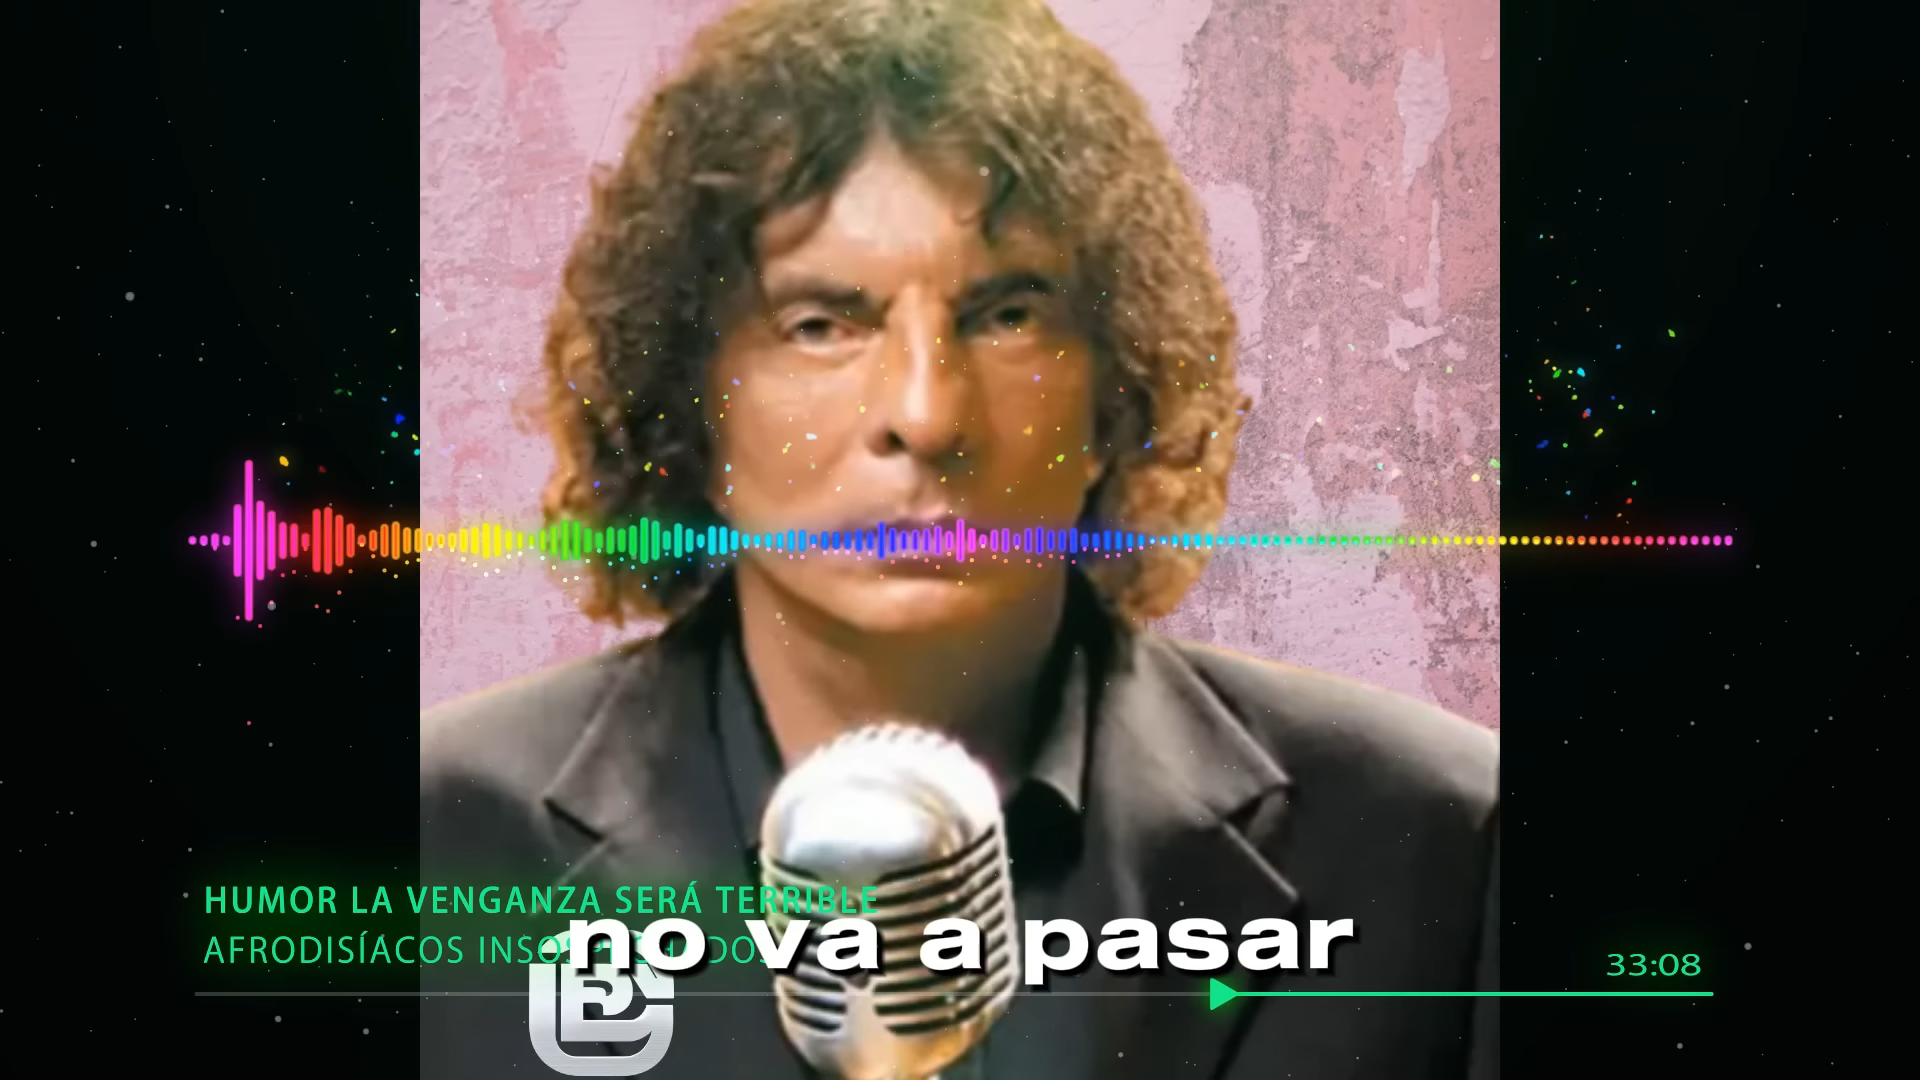 HUMOR LA VENGANZA SERÁ TERRIBLE
AFRODISÍACOS
no va a pasar
33:08